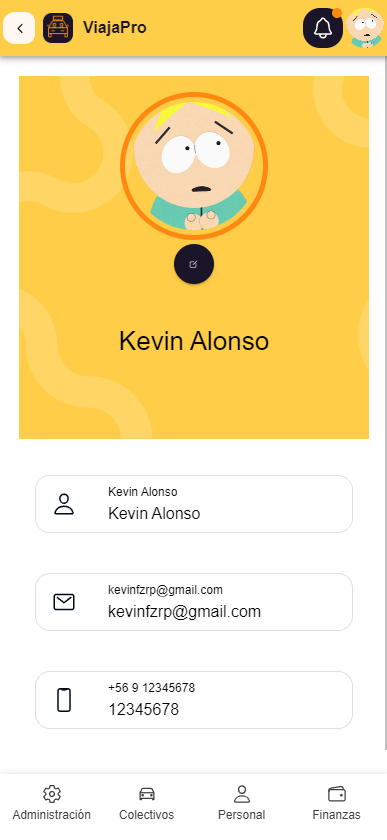 ViajaPro
Kevin Alonso
Kevin Alonso
Kevin Alonso
kevinfzrp@gmail.com
kevinfzrp@gmail.com
+56 9 12345678
12345678
Administración Colectivos Personal Finanzas